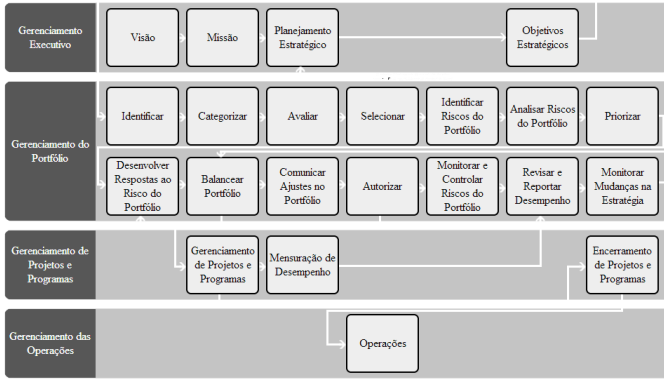 Gerenciamento
Executivo
Visão
Missão
Planejamento
Estratégico
Objetivos
Estratégicos
Gerenciamento do
Portfólio
Identificar
Categorizar
Avaliar
Selecionar
Identificar
Riscos do
Portfólio
Analisar Riscos
do Portfólio
Priorizar
Desenvolver
Respostas ao
Risco do
Portfólio
Balancear
Portfólio
Comunicar
Ajustes no
Portfólio
Autorizar
Monitorar e
Controlar
Riscos do
Portfólio
Revisar e
Reportar
Desempenho
Monitorar
Mudanças na
Estratégia
Gerenciamento de
Projetos e
Programas
Gerenciamento
de Projetos e
Programas
Mensuração de
Desempenho
Encerramento
de Projetos e
Programas
Gerenciamento das
Operações
Operações